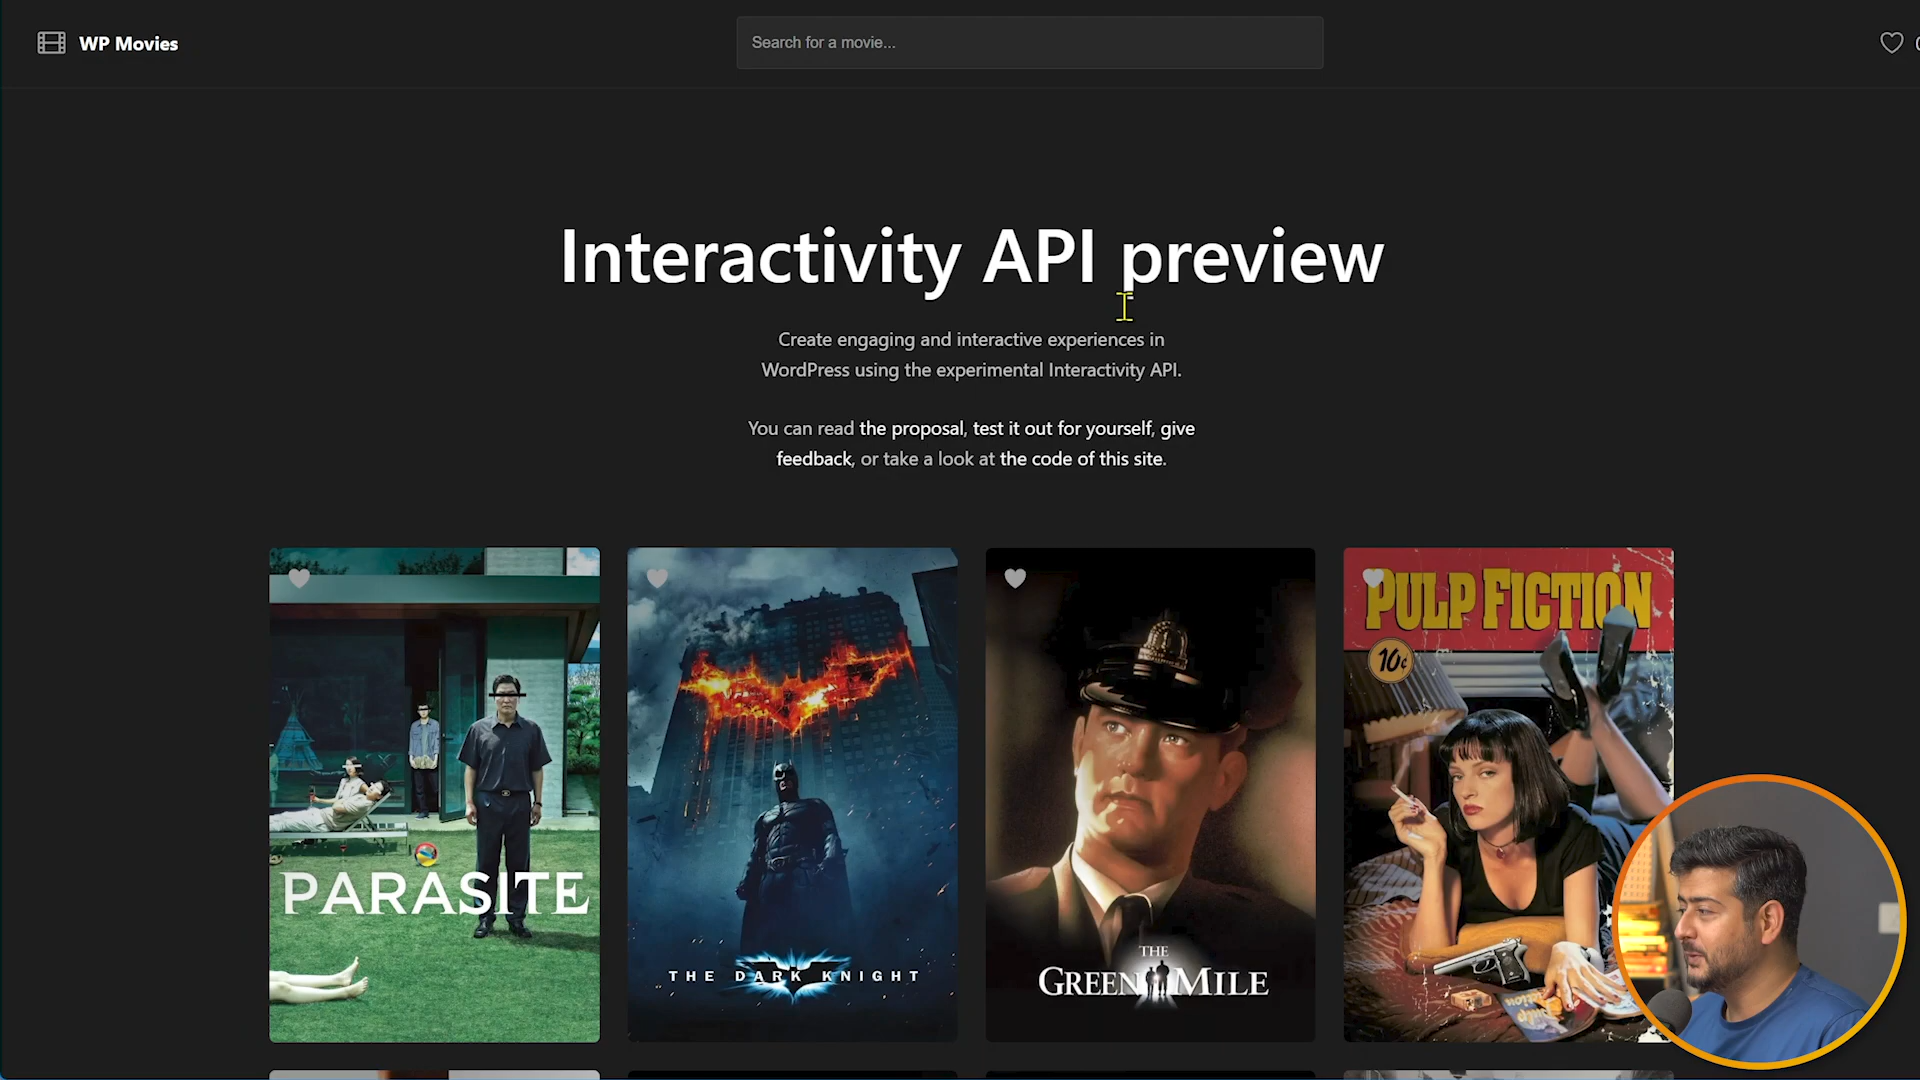 WP Movies
Search for a movie...
Interactivity API preview
Create engaging and interactive experiences in
WordPress using the experimental Interactivity API.
You can read the proposal, test it out for yourself, give
feedback, or take a look at the code of this site.
PULP FICTION
10¢
PARASITE
THE DARK KNIGHT
THE
GREEN MILE